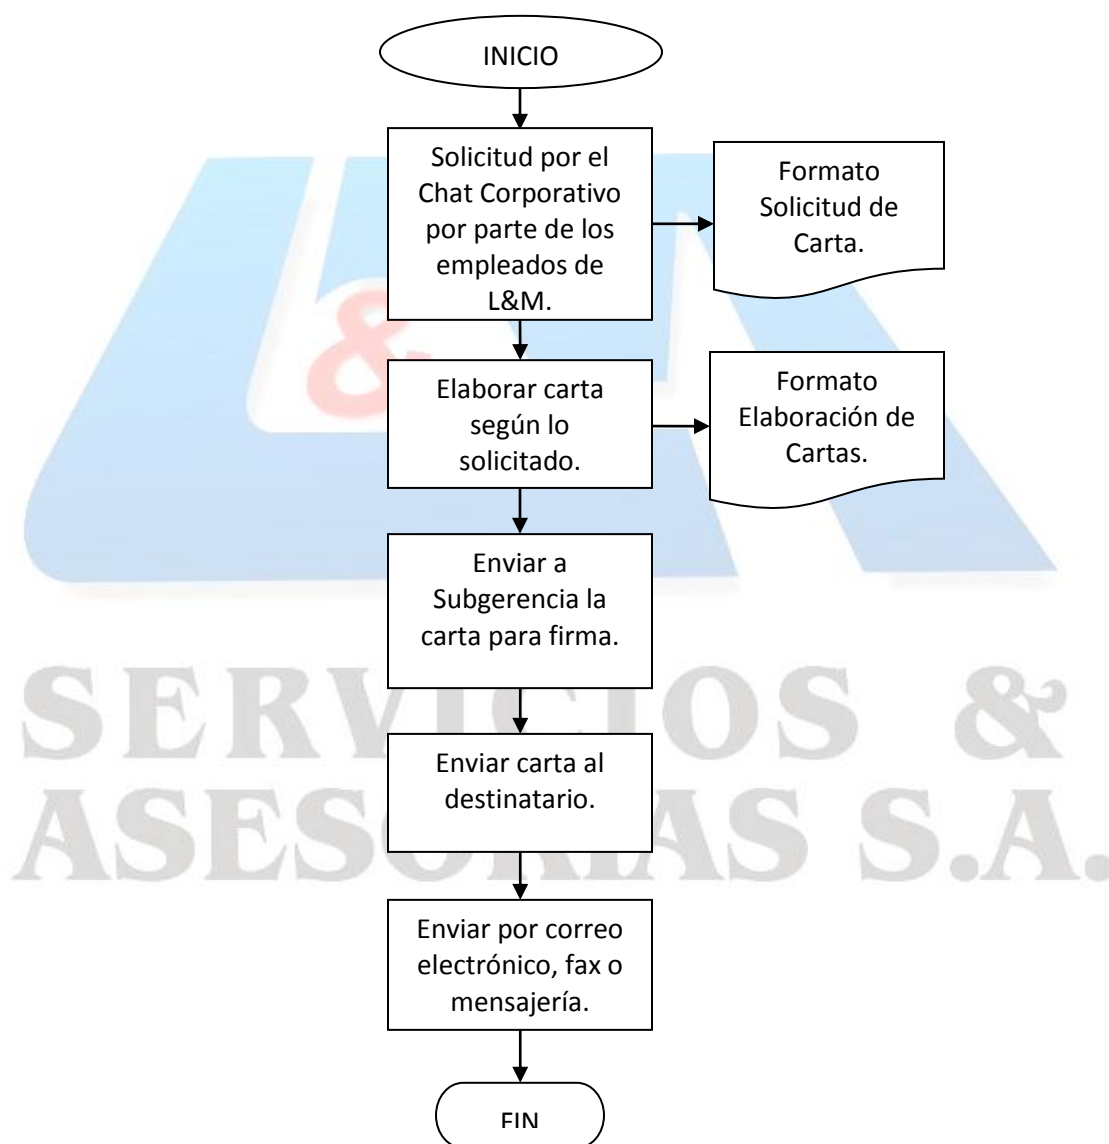 INICIO
Solicitud por el
Chat Corporativo
por parte de los
empleados de
L&M.
Formato
Solicitud de
Carta.
Elaborar carta
según lo
solicitado.
Formato
Elaboración de
Cartas.
Enviar a
Subgerencia la
carta para firma.
Enviar carta al
destinatario.
Enviar por correo
electrónico, fax o
mensajería.
FIN
L&M
SERVICIOS &
ASESORIAS S.A.